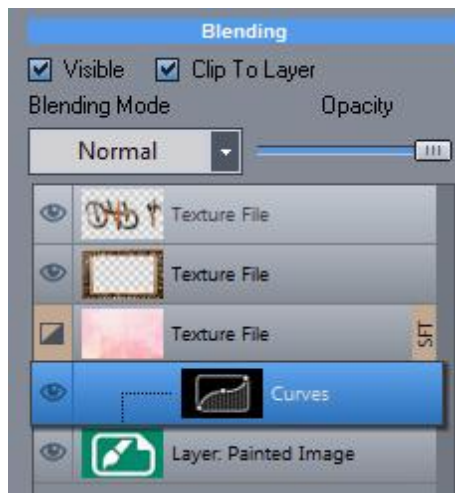 Blending
Visible Clip To Layer
Blending Mode Opacity
Normal
Texture File
Texture File
Texture File SFT
Curves
Layer: Painted Image